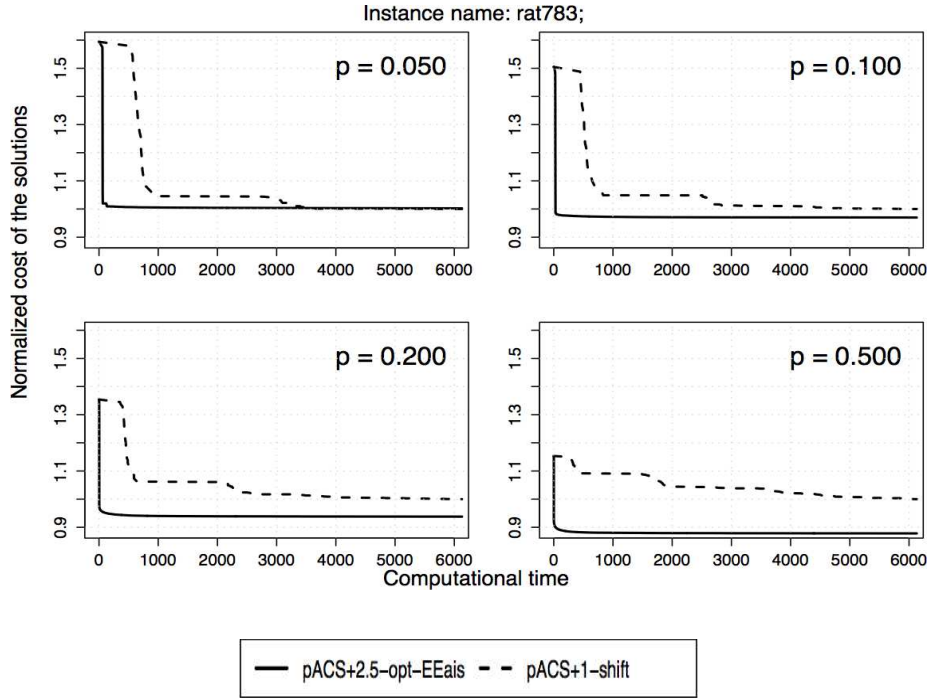 Instance name: rat783;
Normalized cost of the solutions
p = 0.050
0.9 1.1 1.3 1.5
0 1000 2000 3000 4000 5000 6000
p = 0.100
0.9 1.1 1.3 1.5
0 1000 2000 3000 4000 5000 6000
p = 0.200
0.9 1.1 1.3 1.5
0 1000 2000 3000 4000 5000 6000
p = 0.500
0.9 1.1 1.3 1.5
0 1000 2000 3000 4000 5000 6000
Computational time
pACS+2.5−opt−EEais pACS+1−shift